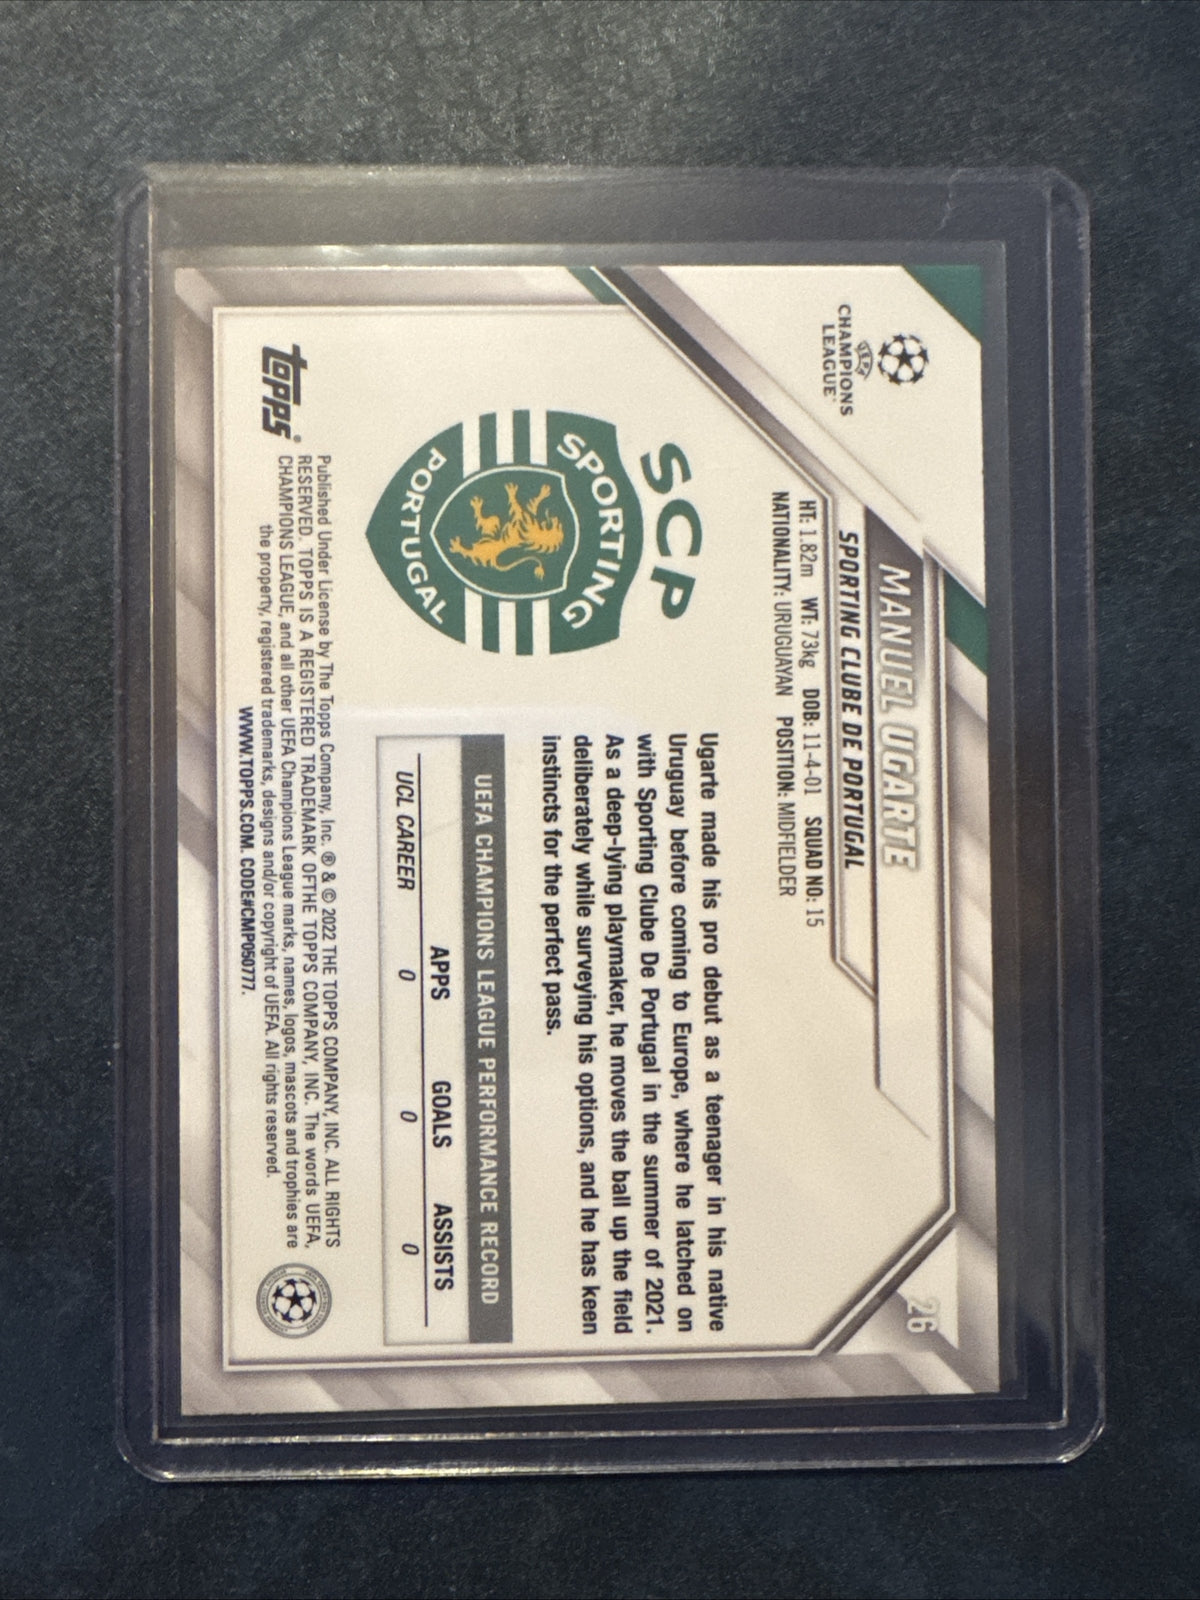 UEFA
CHAMPIONS
LEAGUE
26
MANUEL UGARTE
SPORTING CLUBE DE PORTUGAL
HT: 1.82m WT: 73kg DOB: 11-4-01 SQUAD NO: 15
NATIONALITY: URUGUAYAN POSITION: MIDFIELDER
SCP
SPORTING
PORTUGAL
Ugarte made his pro debut as a teenager in his native
Uruguay before coming to Europe, where he latched on
with Sporting Clube De Portugal in the summer of 2021.
As a deep-lying playmaker, he moves the ball up the field
deliberately while surveying his options, and he has keen
instincts for the perfect pass.
UEFA CHAMPIONS LEAGUE PERFORMANCE RECORD
APPS GOALS ASSISTS
UCL CAREER 0 0 0
topps®
Published Under License by The Topps Company, Inc. ® & © 2022 THE TOPPS COMPANY, INC. ALL RIGHTS
RESERVED. TOPPS IS A REGISTERED TRADEMARK OF THE TOPPS COMPANY, INC. The words UEFA,
CHAMPIONS LEAGUE, and all other UEFA Champions League marks, names, logos, mascots and trophies are
the property, registered trademarks, designs and/or copyright of UEFA. All rights reserved.
WWW.TOPPS.COM. CODE#CMP050777.